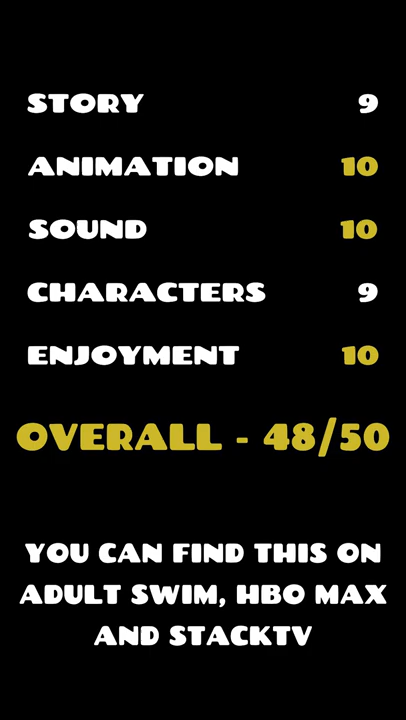 STORY 9
ANIMATION 10
SOUND 10
CHARACTERS 9
ENJOYMENT 10
OVERALL - 48/50
YOU CAN FIND THIS ON
ADULT SWIM, HBO MAX
AND STACKTV